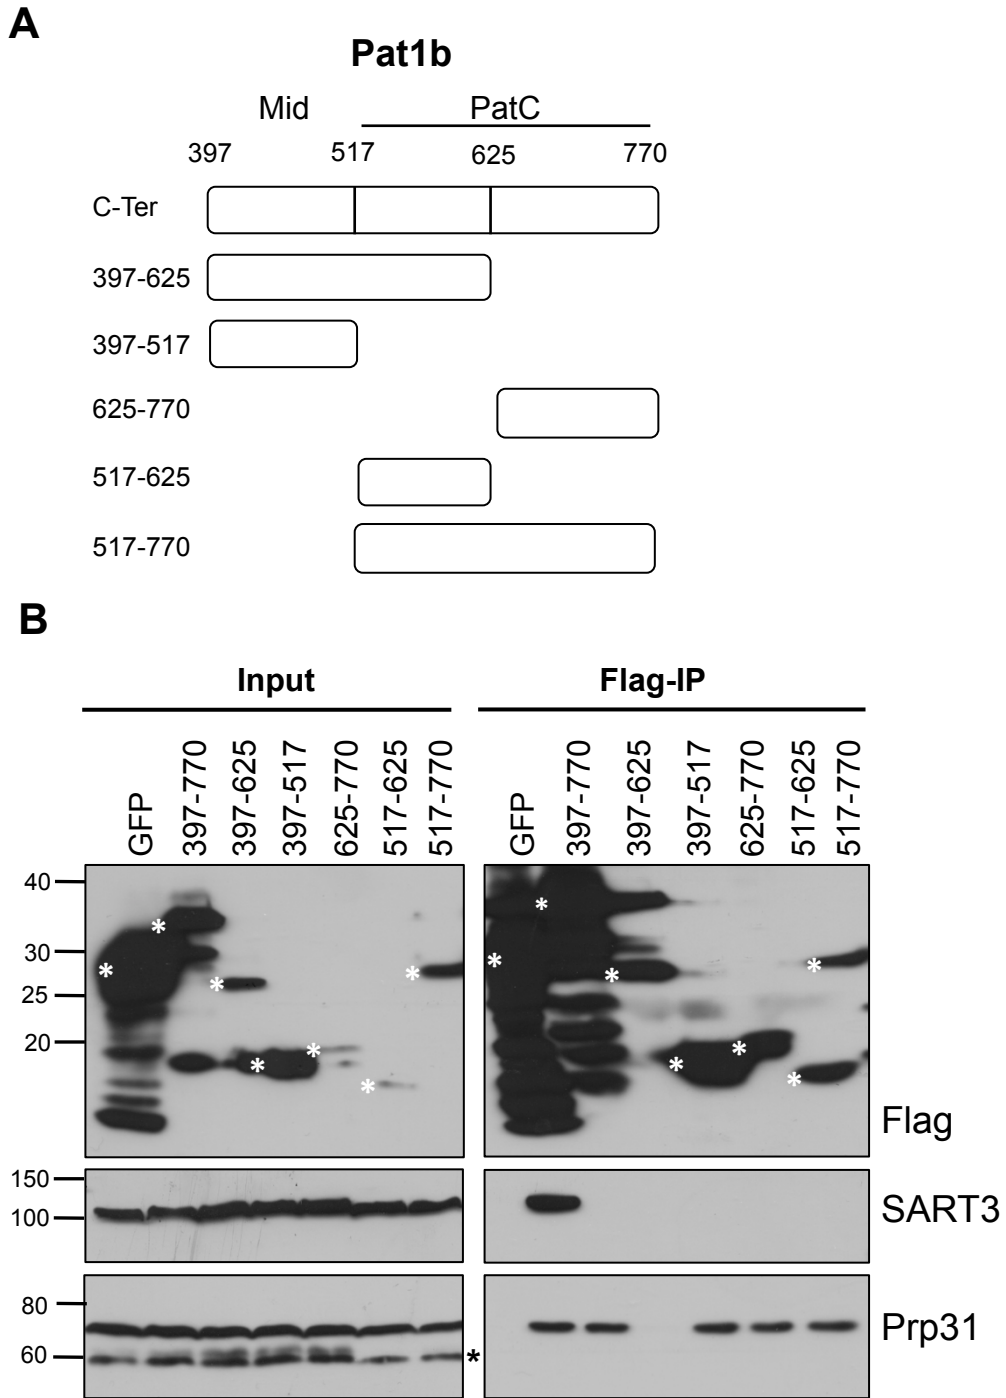 A
Pat1b
Mid PatC
397 517 625 770
C-Ter
397-625
397-517
625-770
517-625
517-770
B
Input Flag-IP
GFP 397-770 397-625 397-517 625-770 517-625 517-770 GFP 397-770 397-625 397-517 625-770 517-625 517-770
40
30
25
20
* * * * * * * * * * * * * *
Flag
150
100
SART3
80
60
*
Prp31